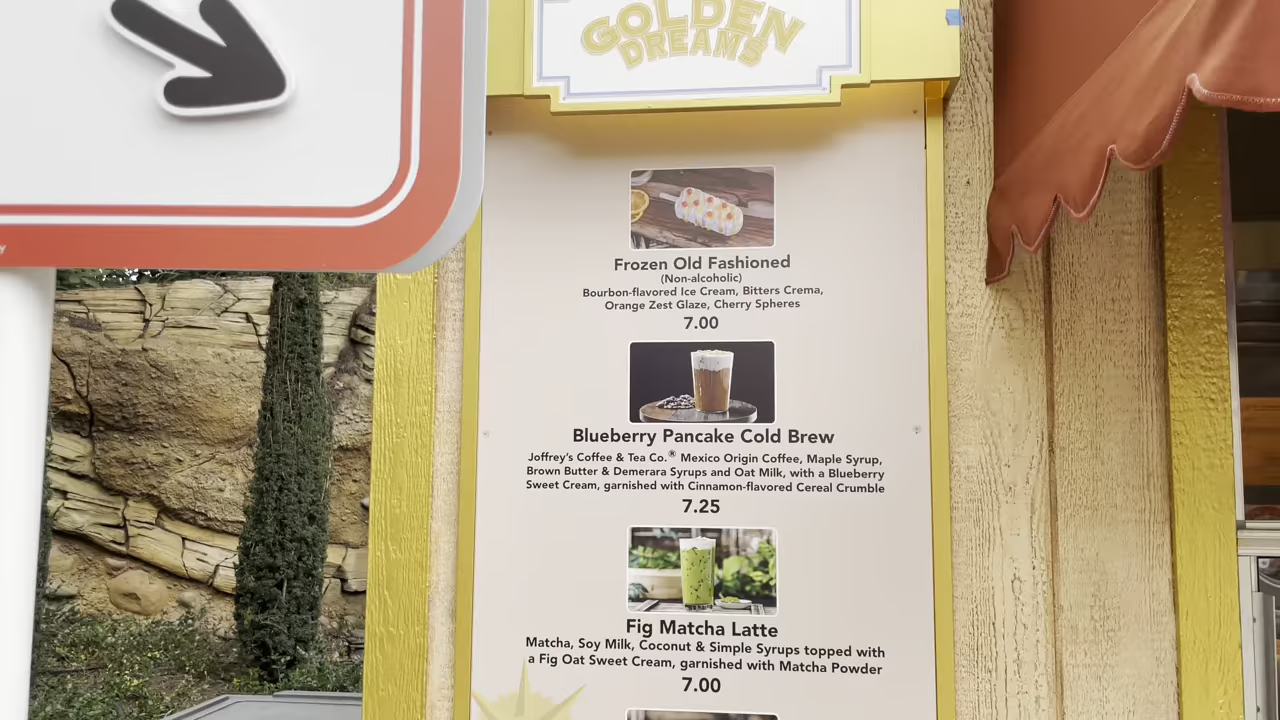 GOLDEN
DREAMS
Frozen Old Fashioned
(Non-alcoholic)
Bourbon-flavored Ice Cream, Bitters Crema,
Orange Zest Glaze, Cherry Spheres
7.00
Blueberry Pancake Cold Brew
Joffrey's Coffee & Tea Co.® Mexico Origin Coffee, Maple Syrup,
Brown Butter & Demerara Syrups and Oat Milk, with a Blueberry
Sweet Cream, garnished with Cinnamon-flavored Cereal Crumble
7.25
Fig Matcha Latte
Matcha, Soy Milk, Coconut & Simple Syrups topped with
a Fig Oat Sweet Cream, garnished with Matcha Powder
7.00